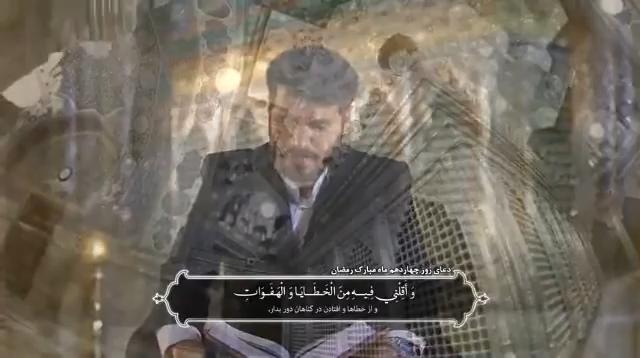 دعای روز چهاردهم ماه مبارک رمضان
وَ أَقِلْنِي فِيهِ مِنَ الْخَطَايَا وَ الْهَفَوَاتِ
و از خطاها و افتادن در گناهان دور بدار.